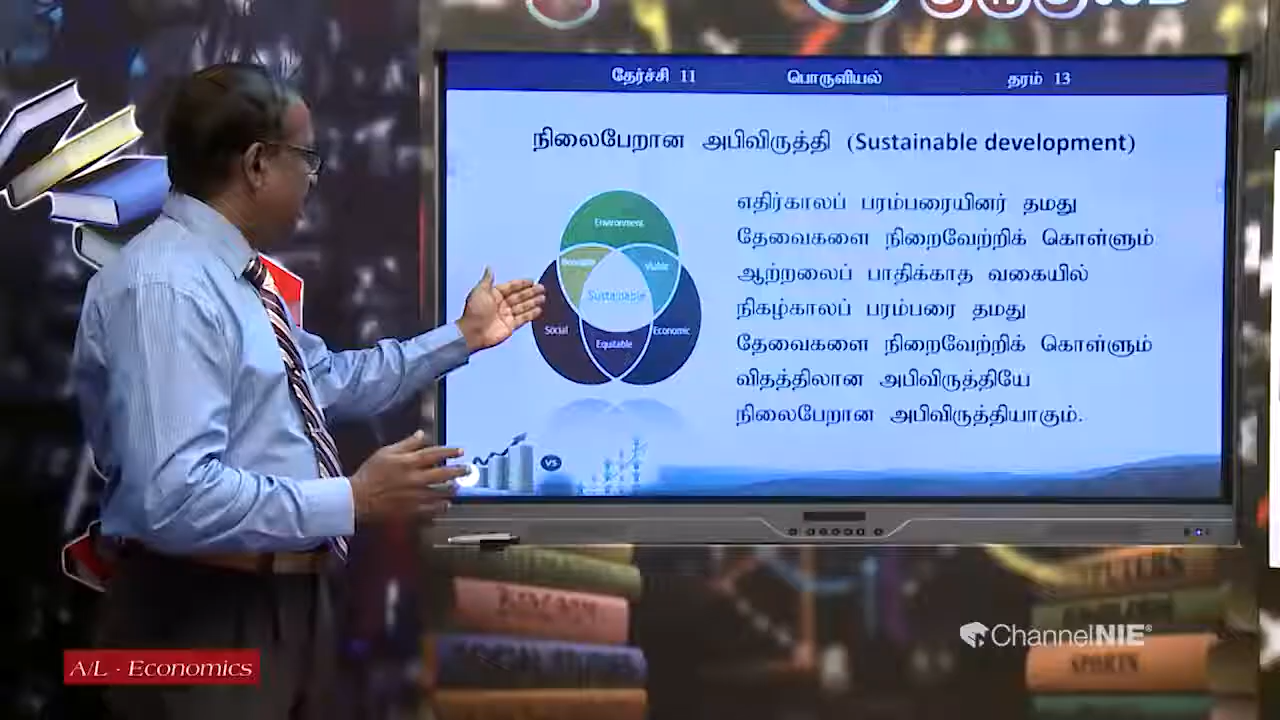 தேர்ச்சி 11 பொருளியல் தரம் 13
நிலைபேறான அபிவிருத்தி (Sustainable development)
எதிர்காலப் பரம்பரையினர் தமது
தேவைகளை நிறைவேற்றிக் கொள்ளும்
ஆற்றலைப் பாதிக்காத வகையில்
நிகழ்காலப் பரம்பரை தமது
தேவைகளை நிறைவேற்றிக் கொள்ளும்
விதத்திலான அபிவிருத்தியே
நிலைபேறான அபிவிருத்தியாகும்.
Environment
Viable
Sustainable
Social
Economic
Equitable
VS
SPORTS
ChannelNIE
A/L - Economics